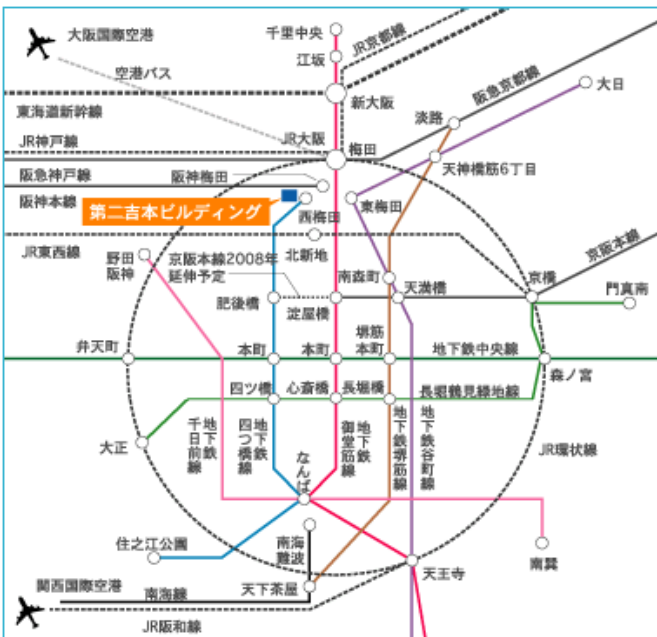 大阪国際空港
千里中央
江坂
JR京都線
空港バス
新大阪
阪急京都線
大日
東海道新幹線
淡路
JR神戸線
JR大阪
梅田
天神橋筋6丁目
阪急神戸線
阪神梅田
阪神本線
第二吉本ビルディング
西梅田
東梅田
JR東西線
野田
阪神
京阪本線2008年
延伸予定
北新地
南森町
京阪本線
京橋
門真南
肥後橋
淀屋橋
天満橋
弁天町
本町
本町
堺筋
本町
地下鉄中央線
森ノ宮
四ツ橋
心斎橋
長堀橋
長堀鶴見緑地線
大正
地下鉄
千日前線
地下鉄
四つ橋線
なんば
地下鉄
御堂筋線
地下鉄堺筋線
地下鉄谷町線
JR環状線
住之江公園
南海
難波
南巽
天王寺
関西国際空港
南海線
天下茶屋
JR阪和線